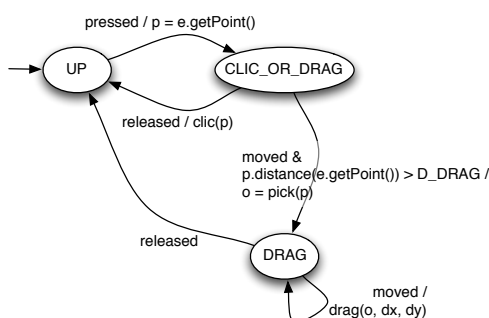 pressed / p = e.getPoint()
UP
CLIC_OR_DRAG
released / clic(p)
moved &
p.distance(e.getPoint()) > D_DRAG /
o = pick(p)
released
DRAG
moved /
drag(o, dx, dy)